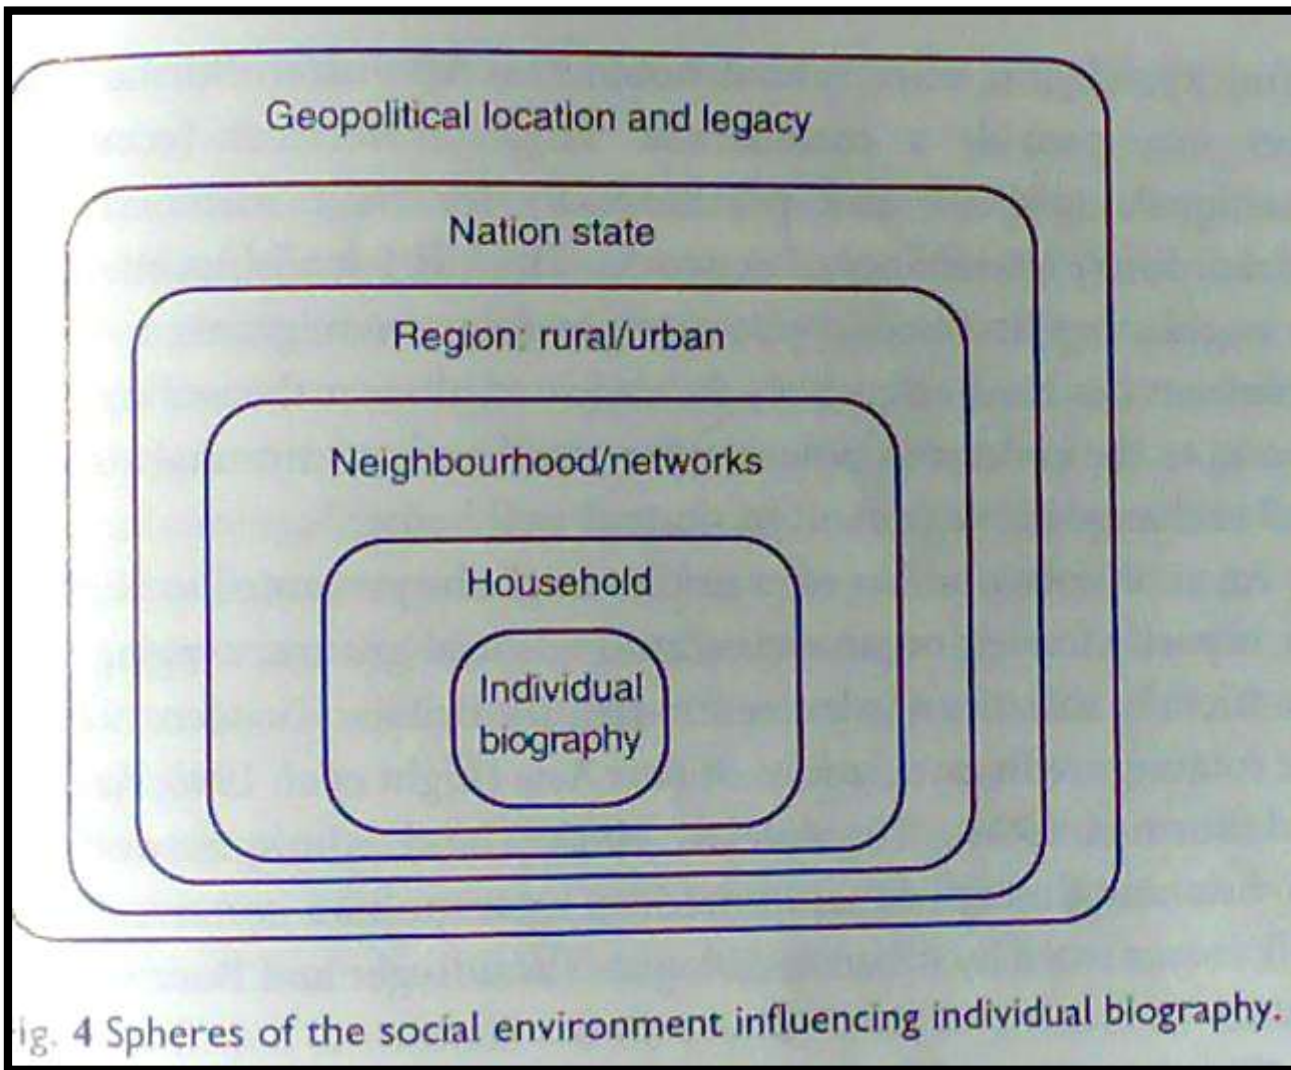 Geopolitical location and legacy
Nation state
Region: rural/urban
Neighbourhood/networks
Household
Individual
biography
ig. 4 Spheres of the social environment influencing individual biography.